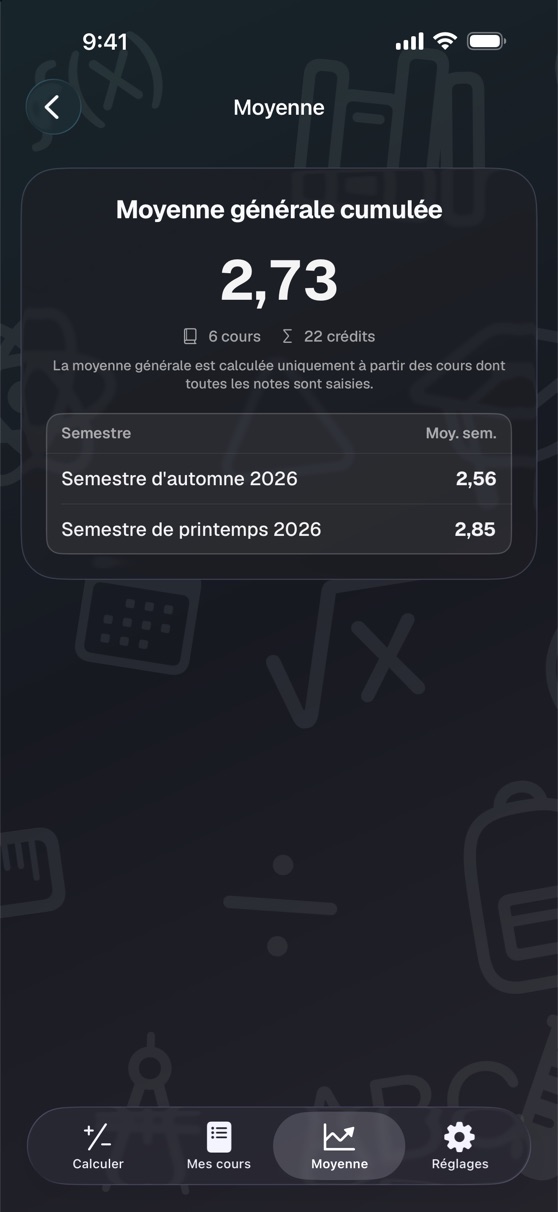 9:41
Moyenne
Moyenne générale cumulée
2,73
6 cours Σ 22 crédits
La moyenne générale est calculée uniquement à partir des cours dont
toutes les notes sont saisies.
Semestre Moy. sem.
Semestre d'automne 2026 2,56
Semestre de printemps 2026 2,85
f(x)
√x
÷
ABC
+/− Calculer
Mes cours
Moyenne
Réglages